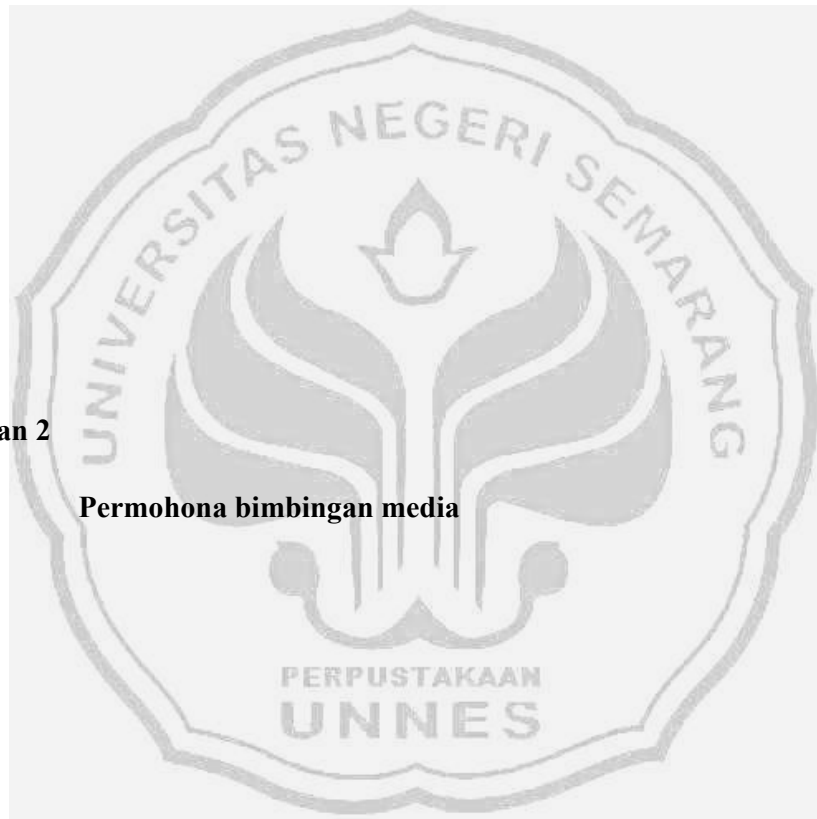 UNIVERSITAS NEGERI SEMARANG
an 2
Permohona bimbingan media
PERPUSTAKAAN
UNNES